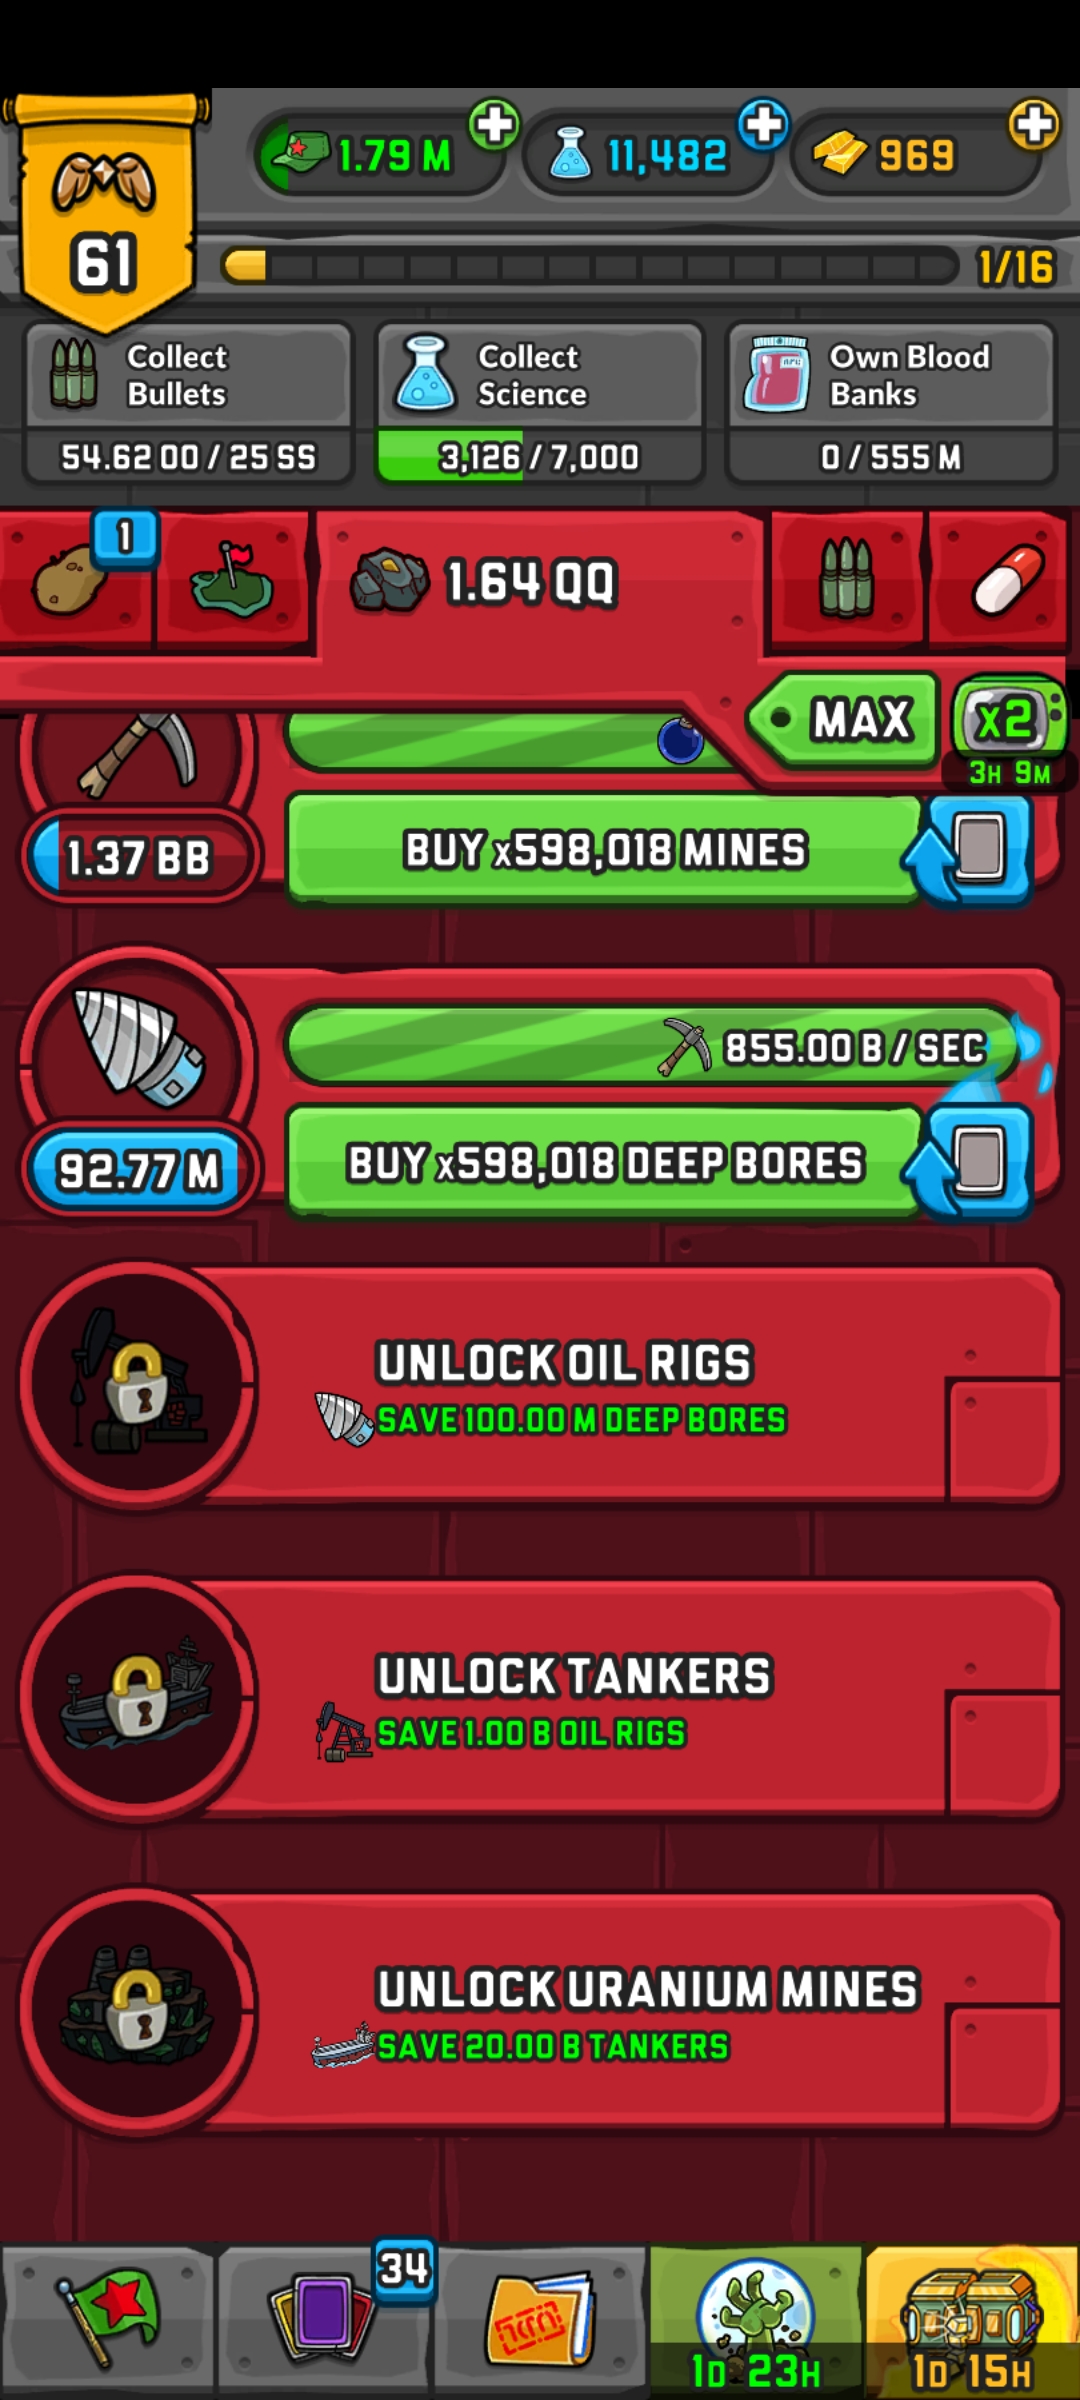 61
1.79 M
11,482
969
1/16
Collect
Bullets
54.62 OO / 25 SS
Collect
Science
3,126 / 7,000
Own Blood
Banks
0 / 555 M
1
1.64 QQ
MAX
x2
3H 9M
1.37 BB
BUY x598,018 MINES
855.00 B / SEC
92.77 M
BUY x598,018 DEEP BORES
UNLOCK OIL RIGS
SAVE 100.00 M DEEP BORES
UNLOCK TANKERS
SAVE 1.00 B OIL RIGS
UNLOCK URANIUM MINES
SAVE 20.00 B TANKERS
34
1D 23H
1D 15H